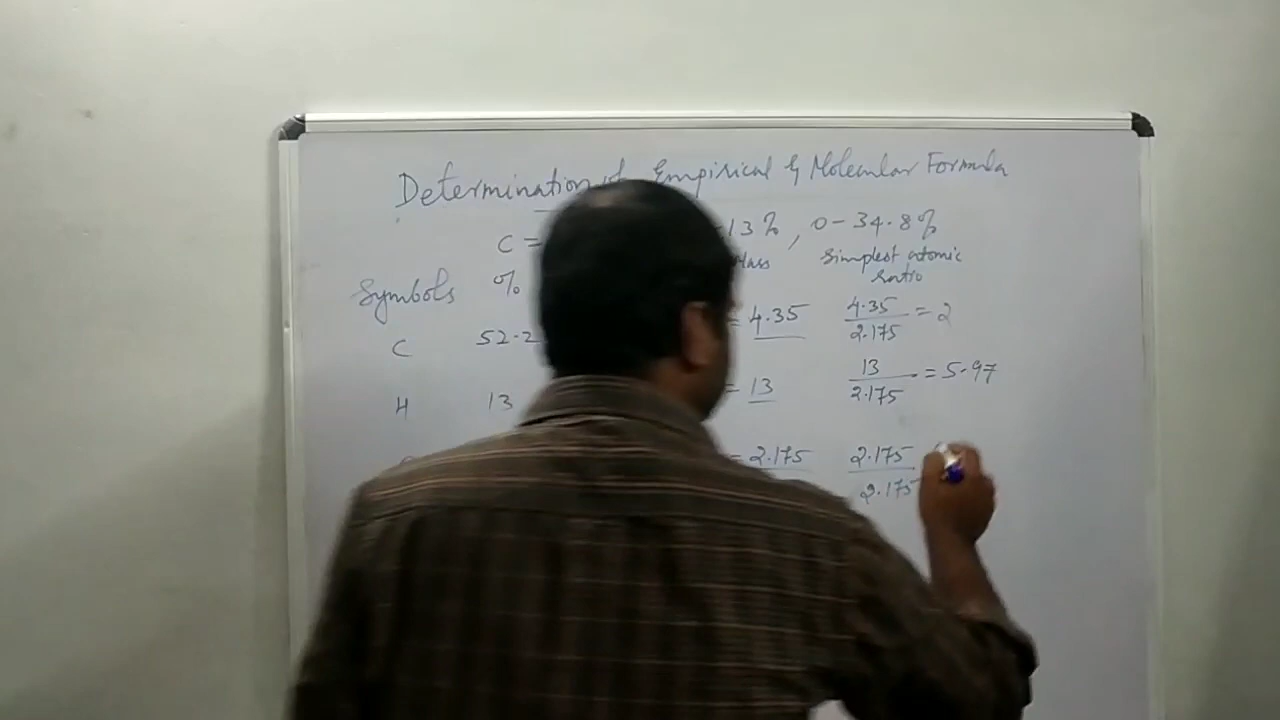 Determination of Empirical & Molecular Formula
C = 13%, O - 34.8%
Symbols % Mass Simplest atomic
ratio
C 52.2 = 4.35 4.35/2.175 = 2
H 13 = 13 13/2.175 = 5.97
= 2.175 2.175/2.175